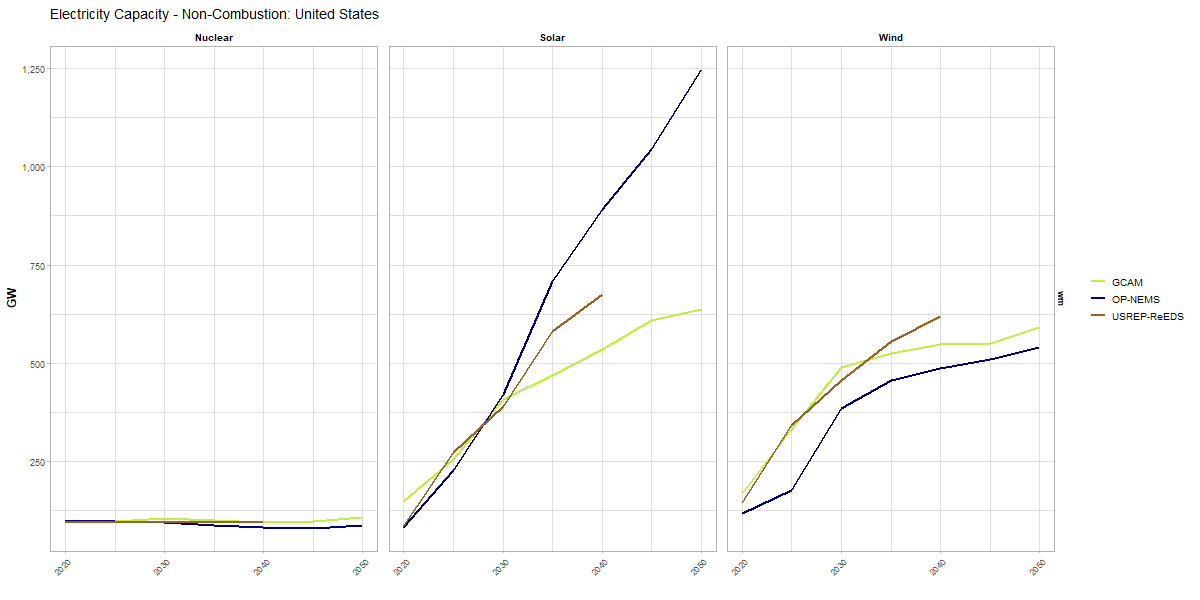 Electricity Capacity - Non-Combustion: United States
Nuclear
Solar
Wind
1,250
1,000
750
500
250
GW
wm
2020
2030
2040
2050
2020
2030
2040
2050
2020
2030
2040
2050
GCAM
OP-NEMS
USREP-ReEDS